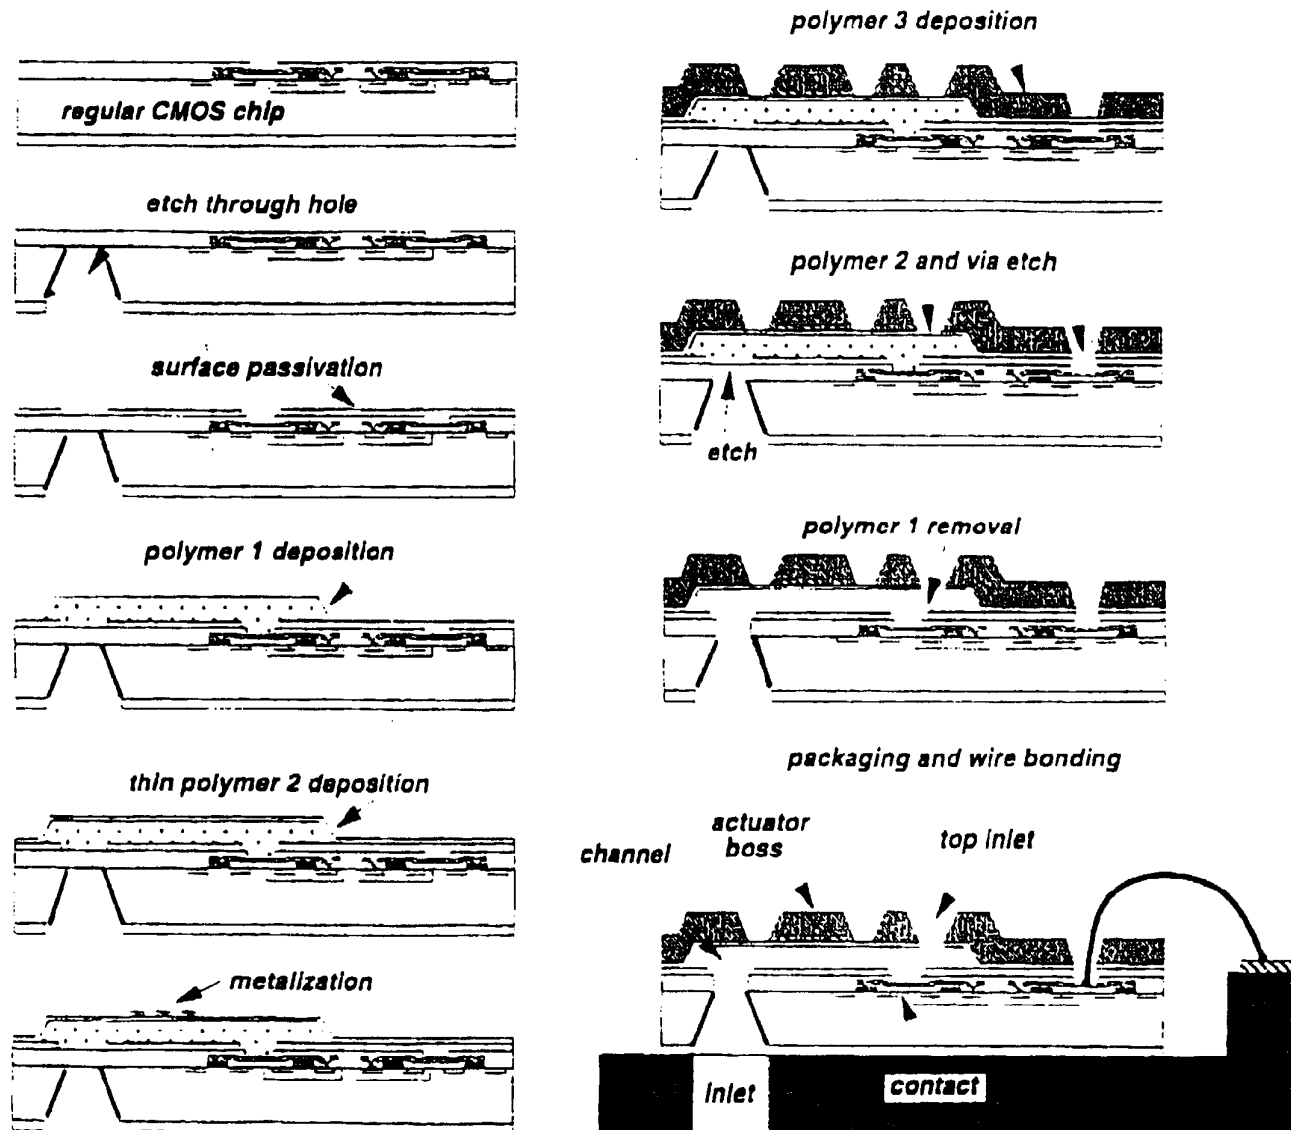 regular CMOS chip
etch through hole
surface passivation
polymer 1 deposition
thin polymer 2 deposition
metalization
polymer 3 deposition
polymer 2 and via etch
etch
polymer 1 removal
packaging and wire bonding
actuator
boss
channel
top inlet
inlet
contact